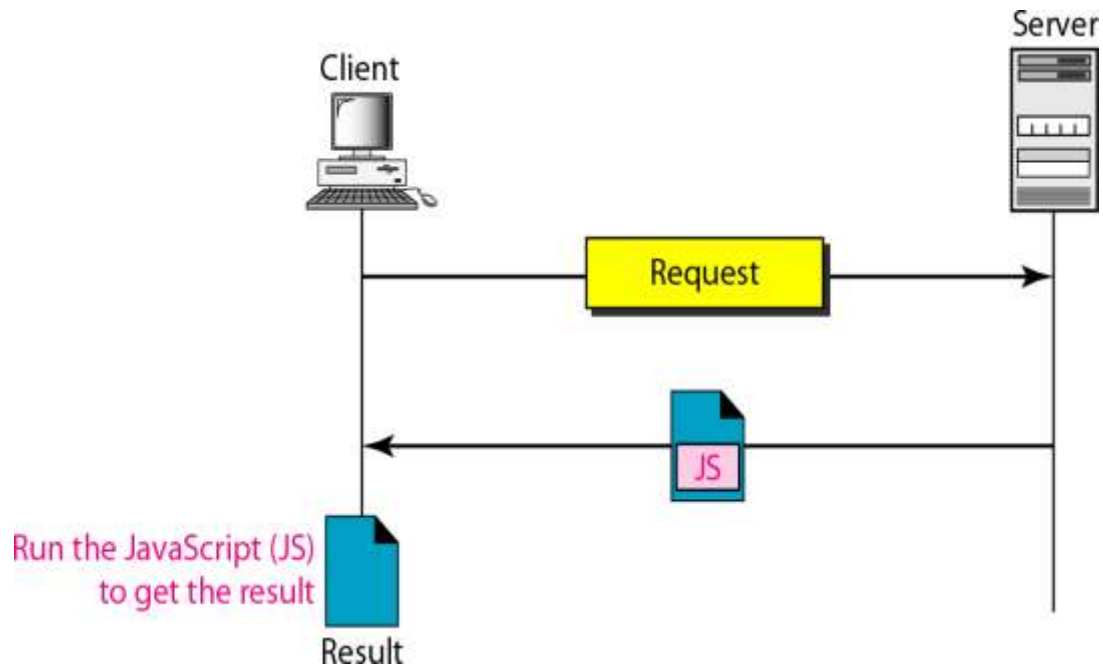 Server
Client
Request
JS
Run the JavaScript (JS)
to get the result
Result